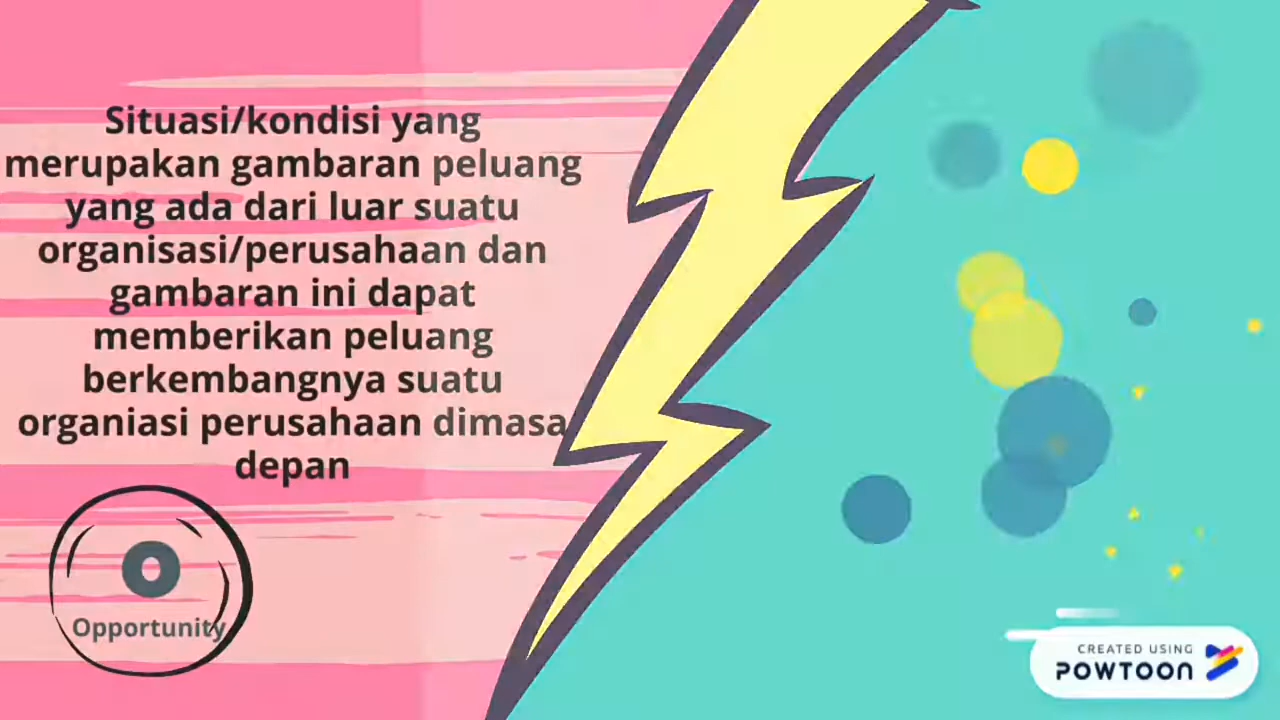 Situasi/kondisi yang
merupakan gambaran peluang
yang ada dari luar suatu
organisasi/perusahaan dan
gambaran ini dapat
memberikan peluang
berkembangnya suatu
organiasi perusahaan dimasa
depan
O
Opportunity
CREATED USING
POWTOON